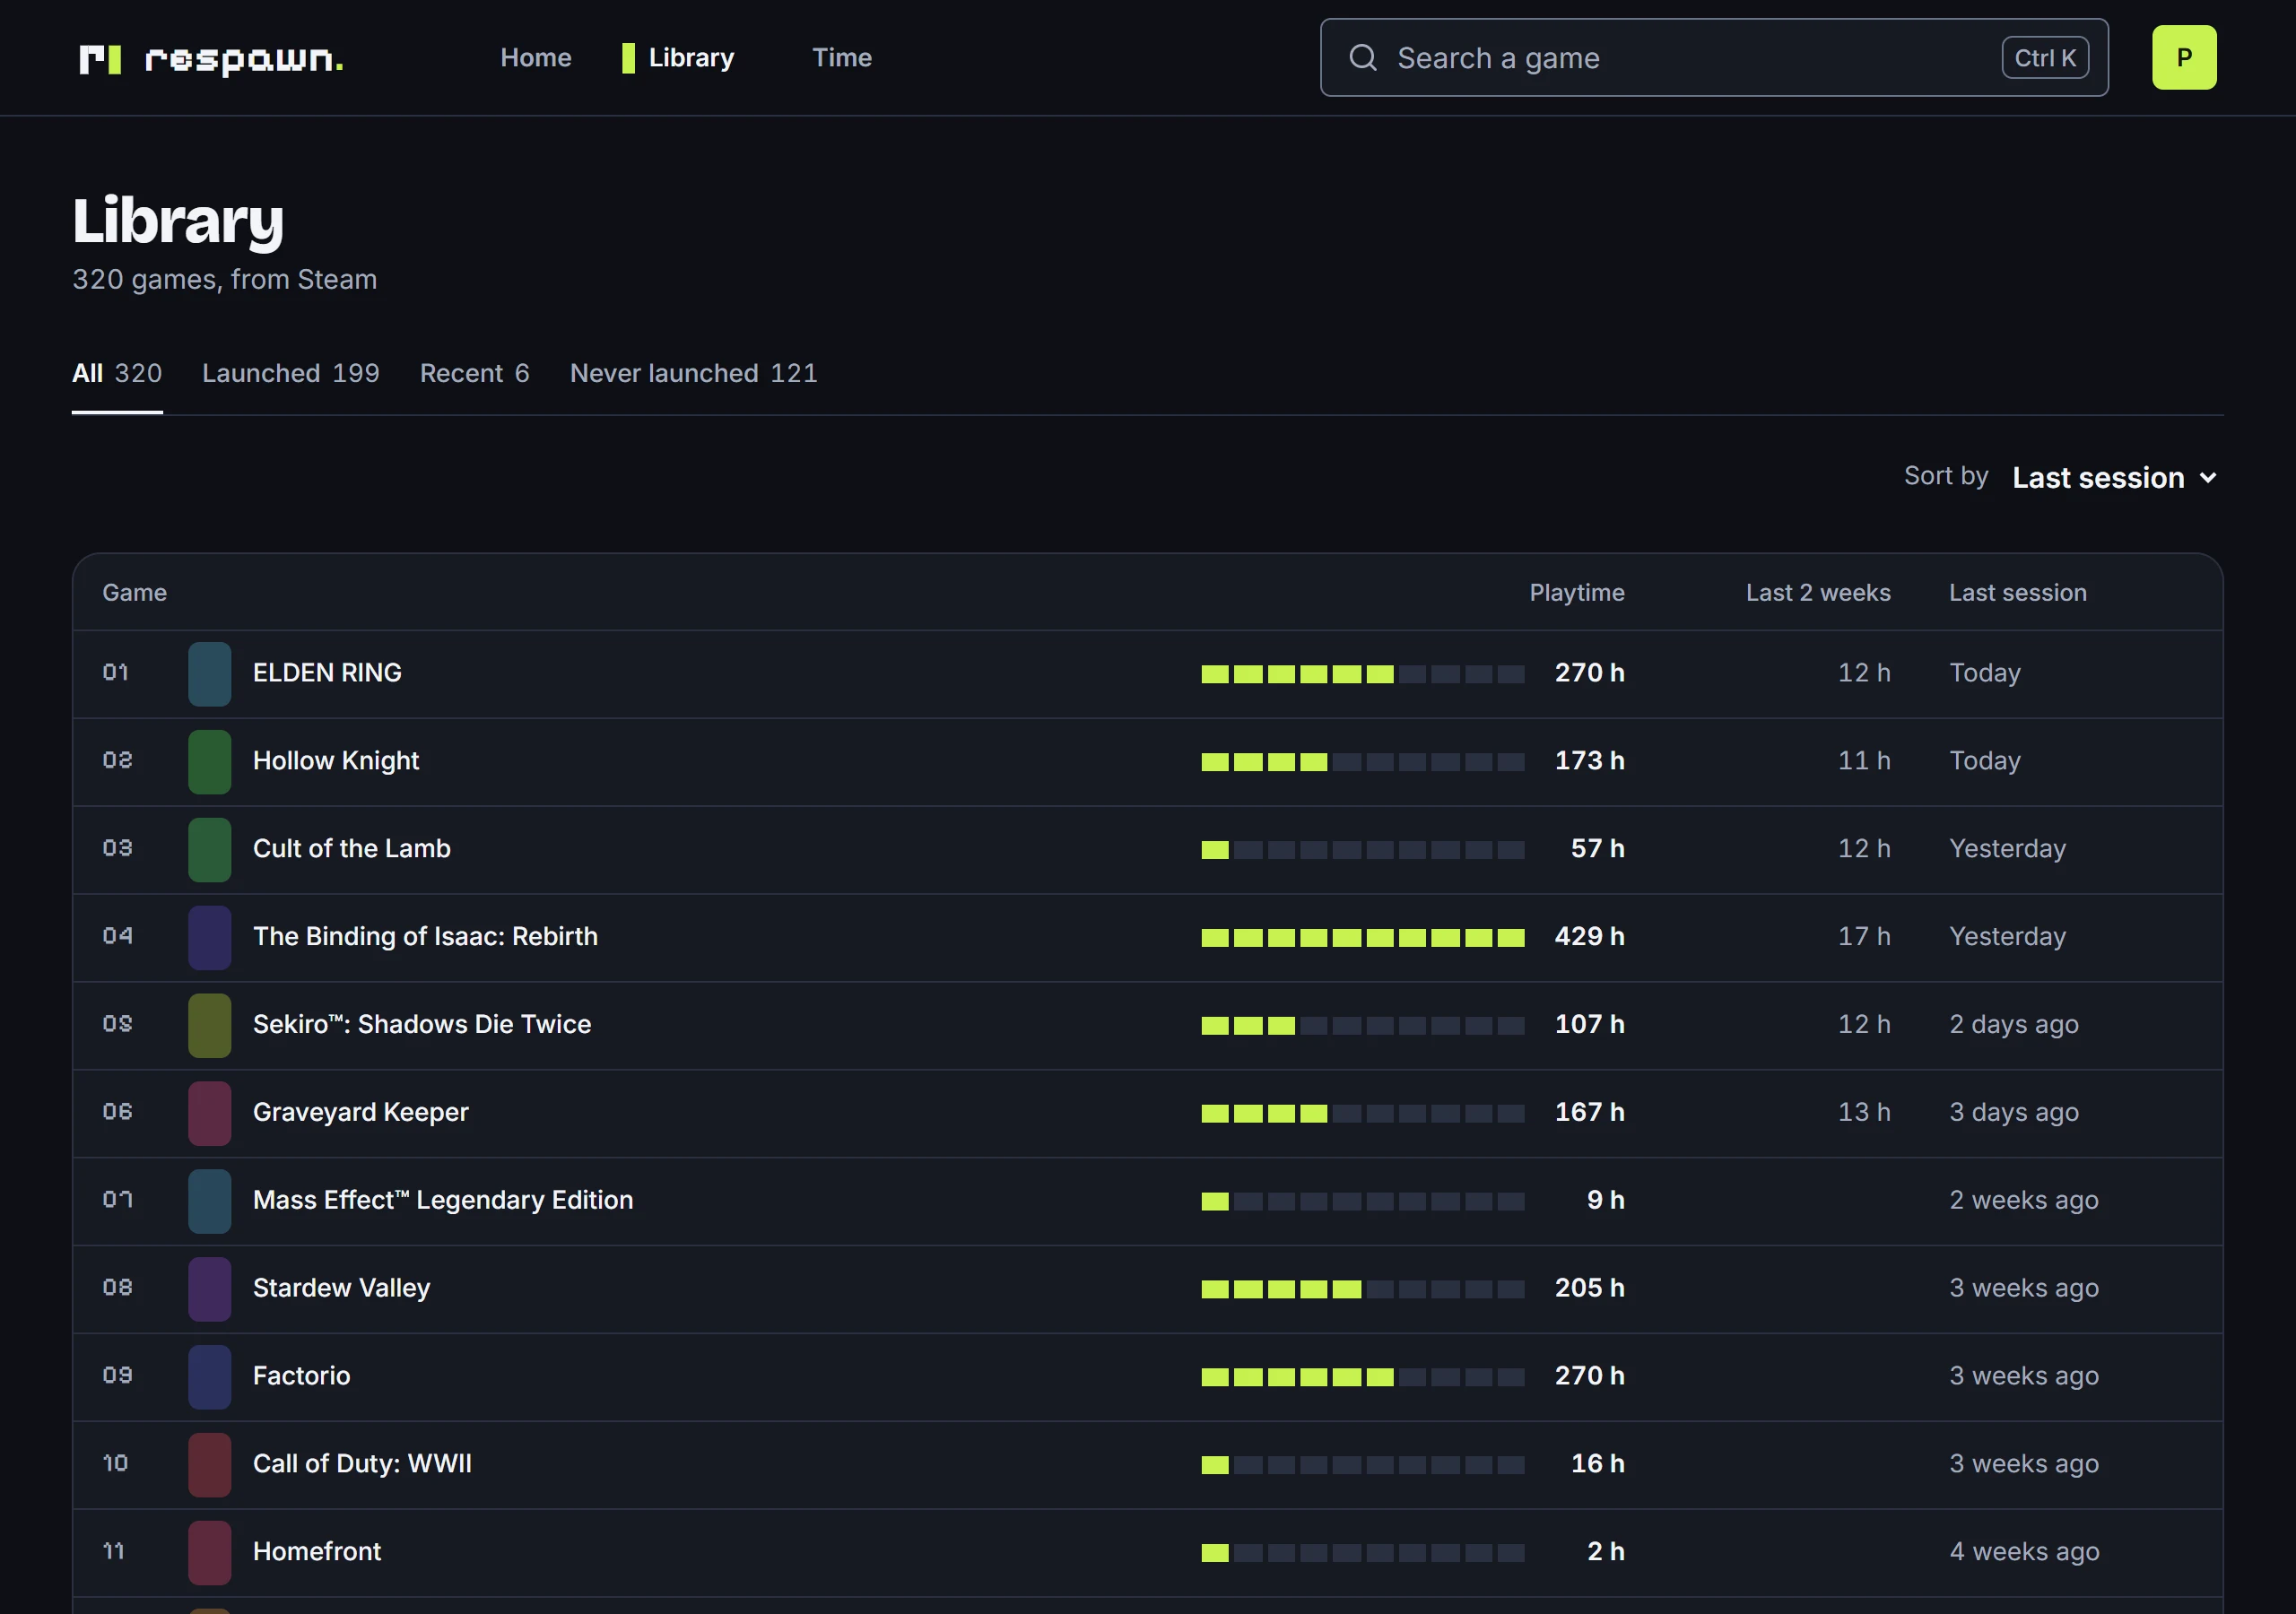 respawn.
Home Library Time
Search a game Ctrl K
P
Library
320 games, from Steam
All 320 Launched 199 Recent 6 Never launched 121
Sort by Last session
Game Playtime Last 2 weeks Last session
01 ELDEN RING 270 h 12 h Today
02 Hollow Knight 173 h 11 h Today
03 Cult of the Lamb 57 h 12 h Yesterday
04 The Binding of Isaac: Rebirth 429 h 17 h Yesterday
05 Sekiro™: Shadows Die Twice 107 h 12 h 2 days ago
06 Graveyard Keeper 167 h 13 h 3 days ago
07 Mass Effect™ Legendary Edition 9 h 2 weeks ago
08 Stardew Valley 205 h 3 weeks ago
09 Factorio 270 h 3 weeks ago
10 Call of Duty: WWII 16 h 3 weeks ago
11 Homefront 2 h 4 weeks ago